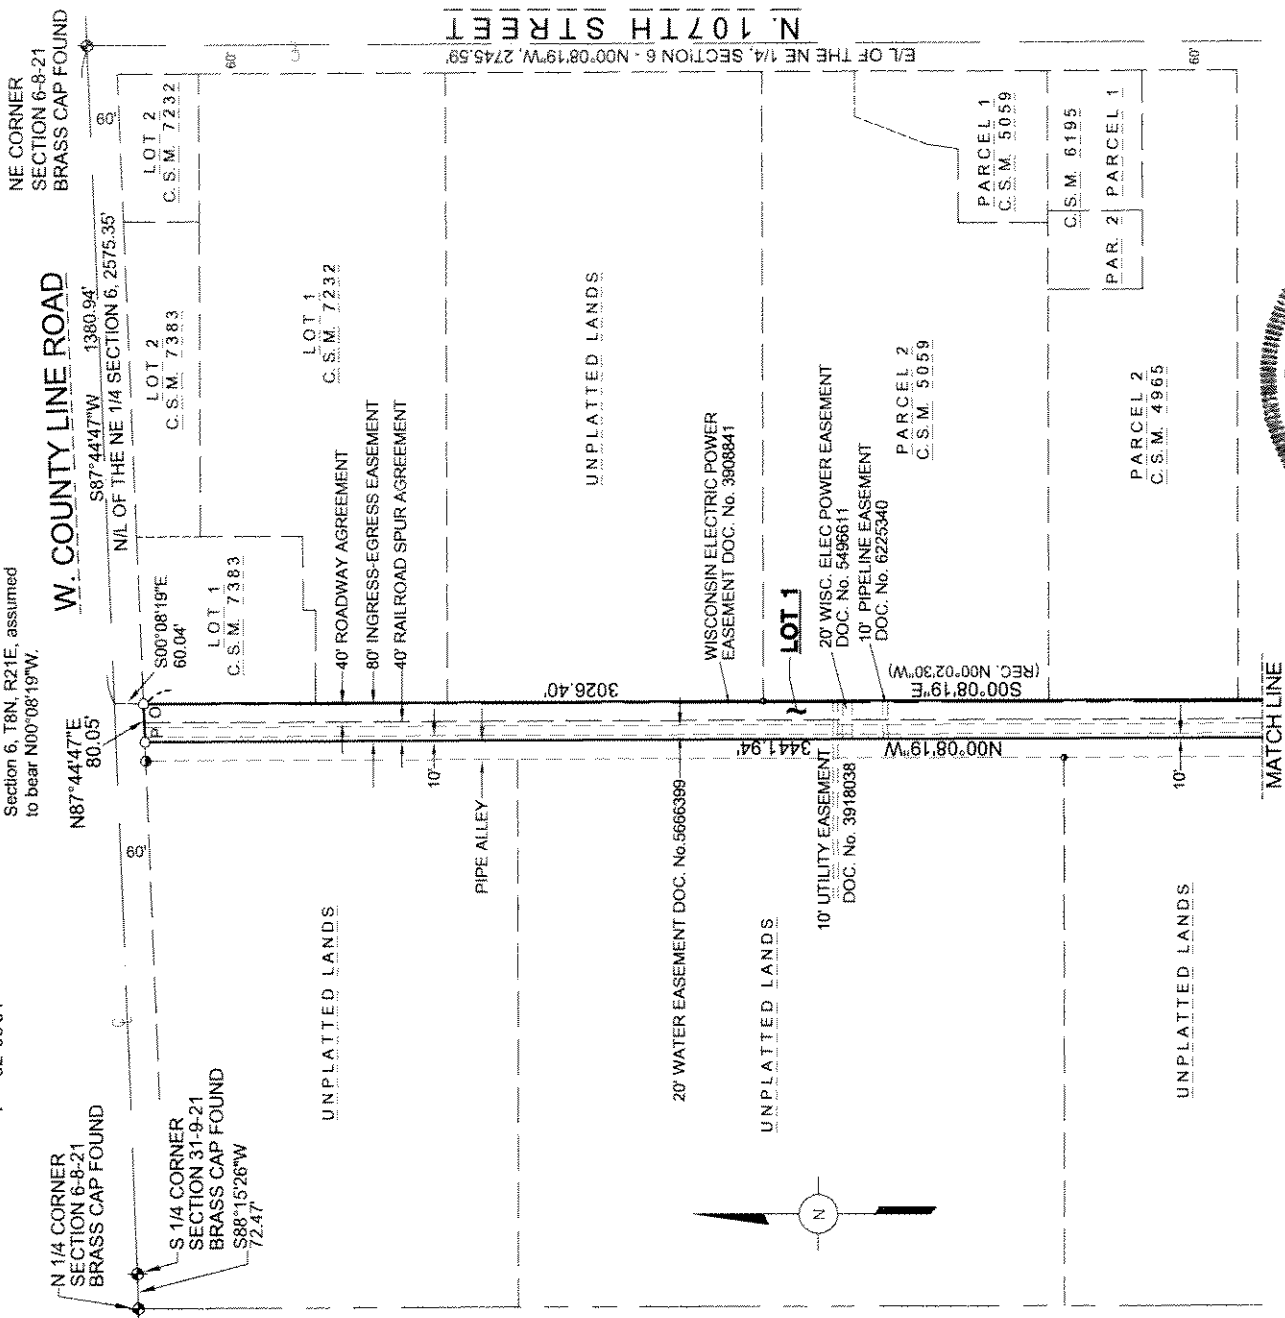 Section 6, T8N, R21E, assumed
to bear N00°08'19"W.
NE CORNER
SECTION 6-8-21
BRASS CAP FOUND
W. COUNTY LINE ROAD
S87°44'47"W 1380.94'
N/L OF THE NE 1/4 SECTION 6, 2575.35'
N. 107TH STREET
E/L OF THE NE 1/4, SECTION 6 - N00°08'19"W, 2745.59'
60'
60'
60'
60'
N 1/4 CORNER
SECTION 6-8-21
BRASS CAP FOUND
S 1/4 CORNER
SECTION 31-9-21
BRASS CAP FOUND
S88°15'26"W
72.47'
N87°44'47"E
80.05'
S00°08'19"E
60.04'
LOT 2
C.S.M. 7232
LOT 2
C.S.M. 7383
LOT 1
C.S.M. 7383
LOT 1
C.S.M. 7232
40' ROADWAY AGREEMENT
80' INGRESS-EGRESS EASEMENT
40' RAILROAD SPUR AGREEMENT
10'
PIPE ALLEY
UNPLATTED LANDS
UNPLATTED LANDS
3026.40'
20' WATER EASEMENT DOC. No.5666399
WISCONSIN ELECTRIC POWER
EASEMENT DOC. No. 3908841
LOT 1
3441.94'
UNPLATTED LANDS
10' UTILITY EASEMENT
DOC. No. 3918038
20' WISC. ELEC POWER EASEMENT
DOC. No. 5496611
10' PIPELINE EASEMENT
DOC. No. 6225340
N00°08'19"W
S00°08'19"E
(REC. N00°02'30"W)
PARCEL 2
C.S.M. 5059
PARCEL 1
C.S.M. 5059
C.S.M. 6195
PAR. 2 PARCEL 1
PARCEL 2
C.S.M. 4965
UNPLATTED LANDS
10'
MATCH LINE
N